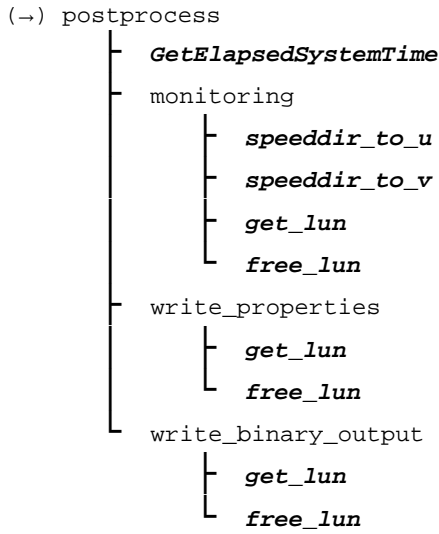 (→) postprocess
GetElapsedSystemTime
monitoring
speeddir_to_u
speeddir_to_v
get_lun
free_lun
write_properties
get_lun
free_lun
write_binary_output
get_lun
free_lun